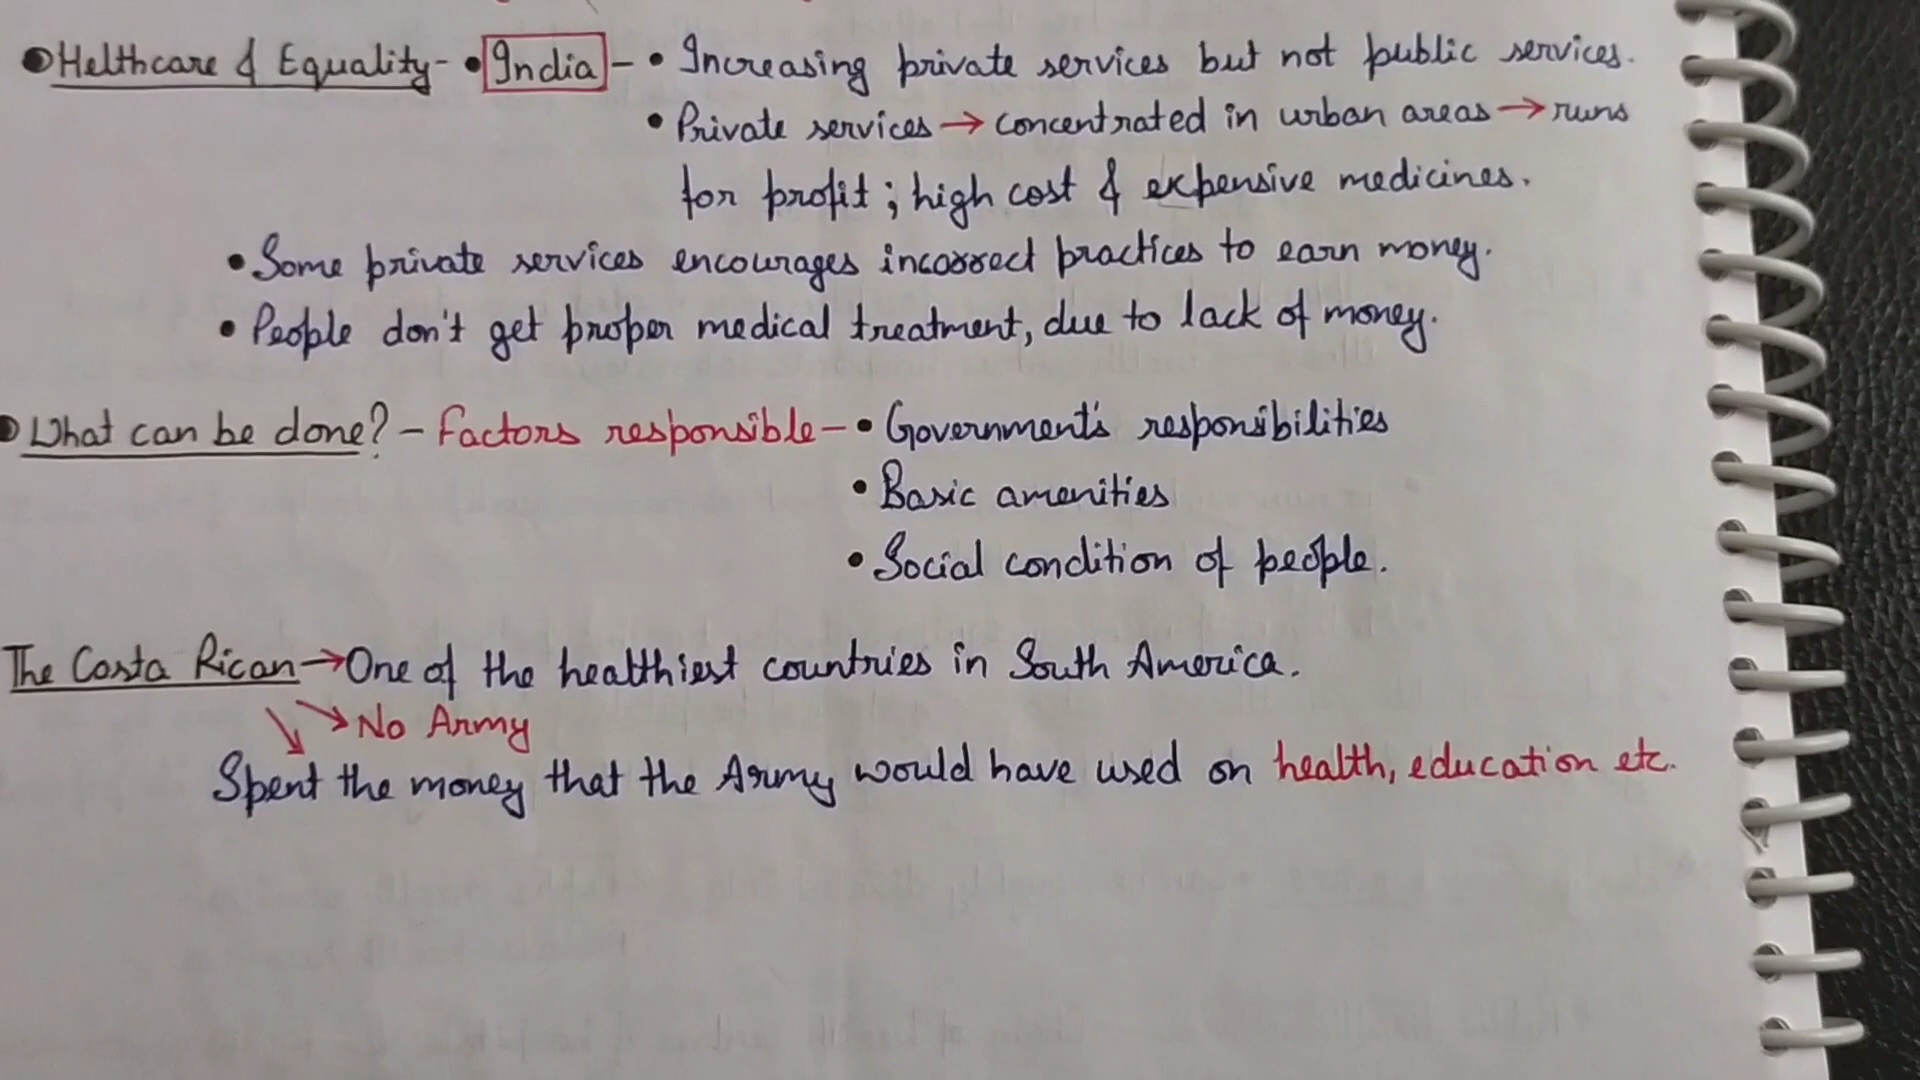 ● Helthcare & Equality - • India - • Increasing private services but not public services.
• Private services → concentrated in urban areas → runs
for profit ; high cost & expensive medicines.
• Some private services encourages incorrect practices to earn money.
• People don't get proper medical treatment, due to lack of money.
● What can be done? - Factors responsible - • Government's responsibilities
• Basic amenities
• Social condition of people.
The Costa Rican → One of the healthiest countries in South America.
→ No Army
Spent the money that the Army would have used on health, education etc.